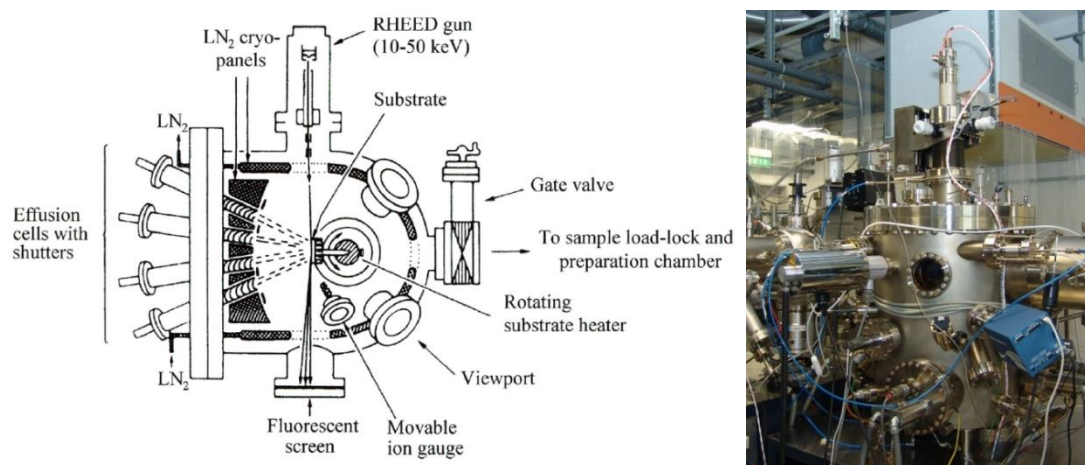 RHEED gun
(10-50 keV)
LN2 cryo-
panels
Substrate
LN2
Gate valve
Effusion
cells with
shutters
To sample load-lock and
preparation chamber
Rotating
substrate heater
LN2
Viewport
Fluorescent
screen
Movable
ion gauge